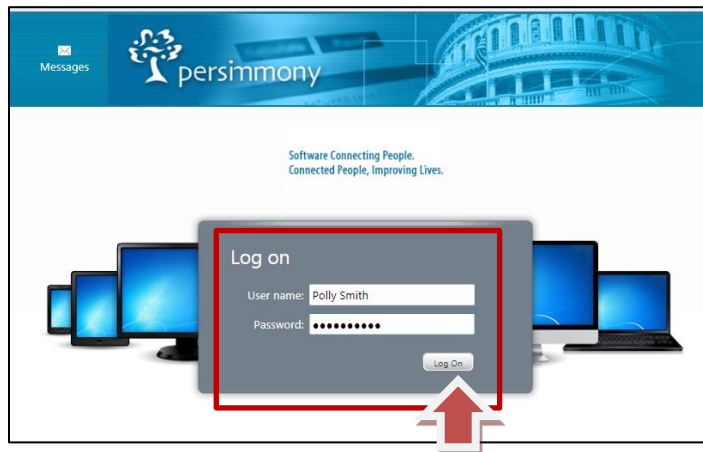 Messages
persimmony
Software Connecting People.
Connected People, Improving Lives.
Log on
User name: Polly Smith
Password: ●●●●●●●●●●
Log On